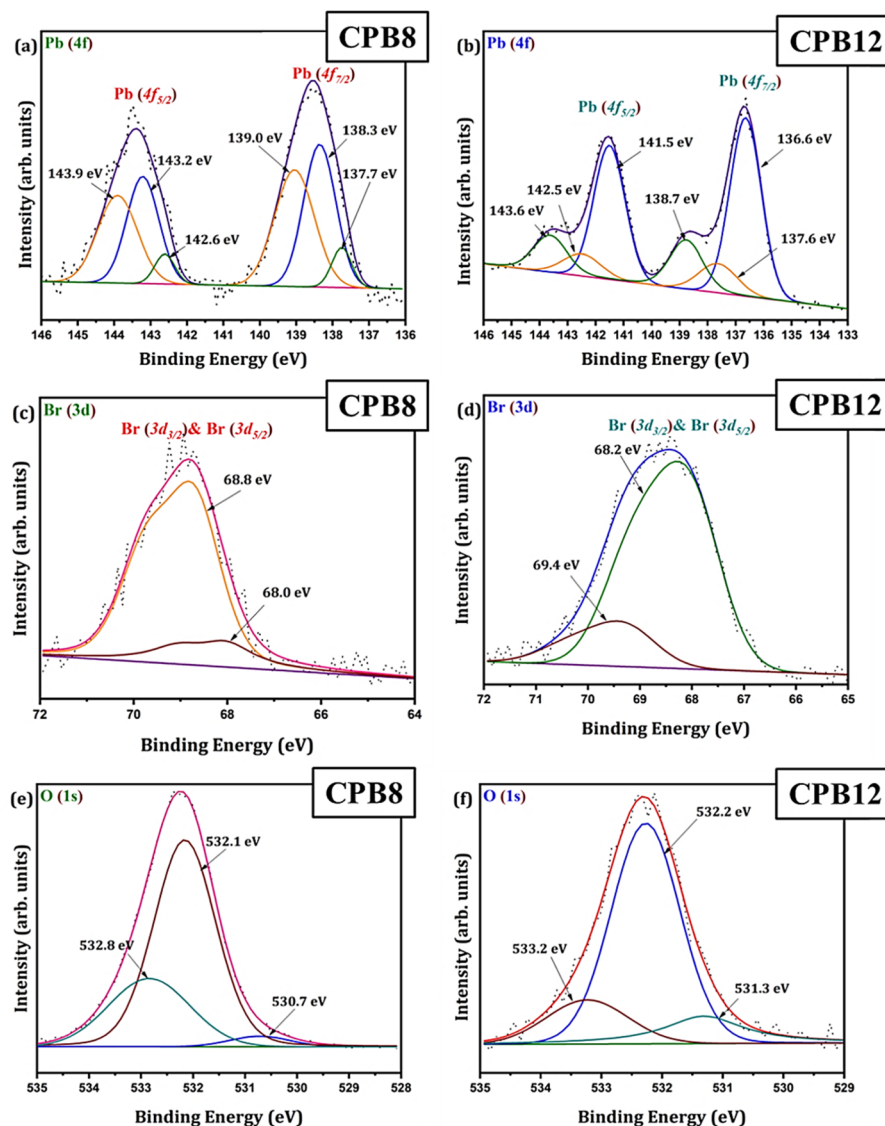 (a) Pb (4f) CPB8
Pb (4f5/2)
Pb (4f7/2)
139.0 eV
138.3 eV
143.9 eV
143.2 eV
137.7 eV
142.6 eV
Intensity (arb. units)
146 145 144 143 142 141 140 139 138 137 136
Binding Energy (eV)
(b) Pb (4f) CPB12
Pb (4f7/2)
Pb (4f5/2)
141.5 eV
136.6 eV
142.5 eV
143.6 eV
138.7 eV
137.6 eV
Intensity (arb. units)
146 145 144 143 142 141 140 139 138 137 136 135 134 133
Binding Energy (eV)
(c) Br (3d) CPB8
Br (3d3/2) & Br (3d5/2)
68.8 eV
68.0 eV
Intensity (arb. units)
72 70 68 66 64
Binding Energy (eV)
(d) Br (3d) CPB12
Br (3d3/2) & Br (3d5/2)
68.2 eV
69.4 eV
Intensity (arb. units)
72 71 70 69 68 67 66 65
Binding Energy (eV)
(e) O (1s) CPB8
532.1 eV
532.8 eV
530.7 eV
Intensity (arb. units)
535 534 533 532 531 530 529 528
Binding Energy (eV)
(f) O (1s) CPB12
532.2 eV
533.2 eV
531.3 eV
Intensity (arb. units)
535 534 533 532 531 530 529
Binding Energy (eV)